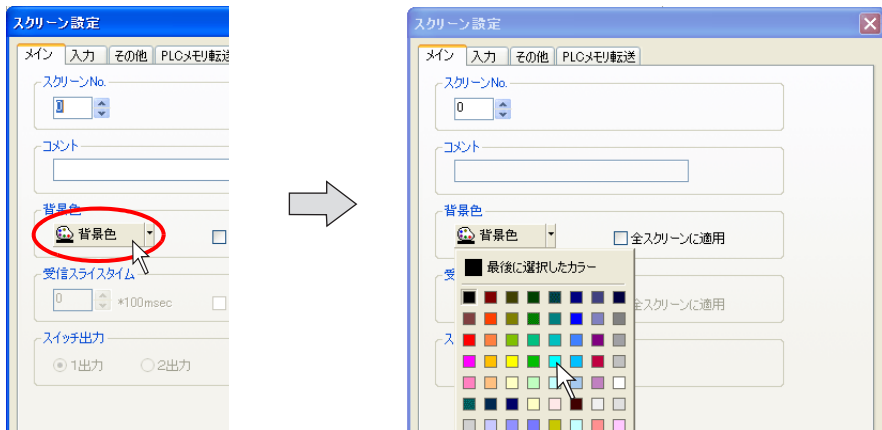 スクリーン設定
メイン 入力 その他 PLCメモリ転送
スクリーンNo.
0
コメント
背景色
背景色
受信スライスタイム
0 *100msec
スイッチ出力
1出力 2出力
スクリーン設定
メイン 入力 その他 PLCメモリ転送
スクリーンNo.
0
コメント
背景色
背景色 全スクリーンに適用
最後に選択したカラー
受
全スクリーンに適用
ス